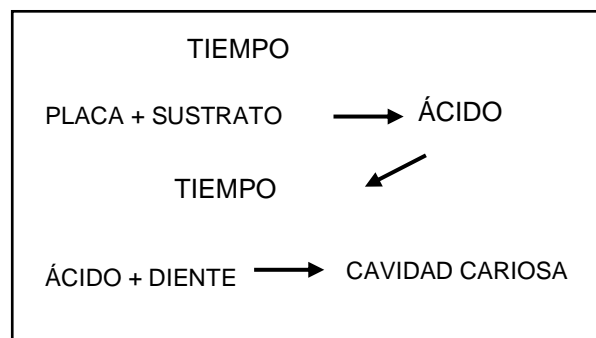 TIEMPO
PLACA + SUSTRATO ÁCIDO
TIEMPO
ÁCIDO + DIENTE CAVIDAD CARIOSA